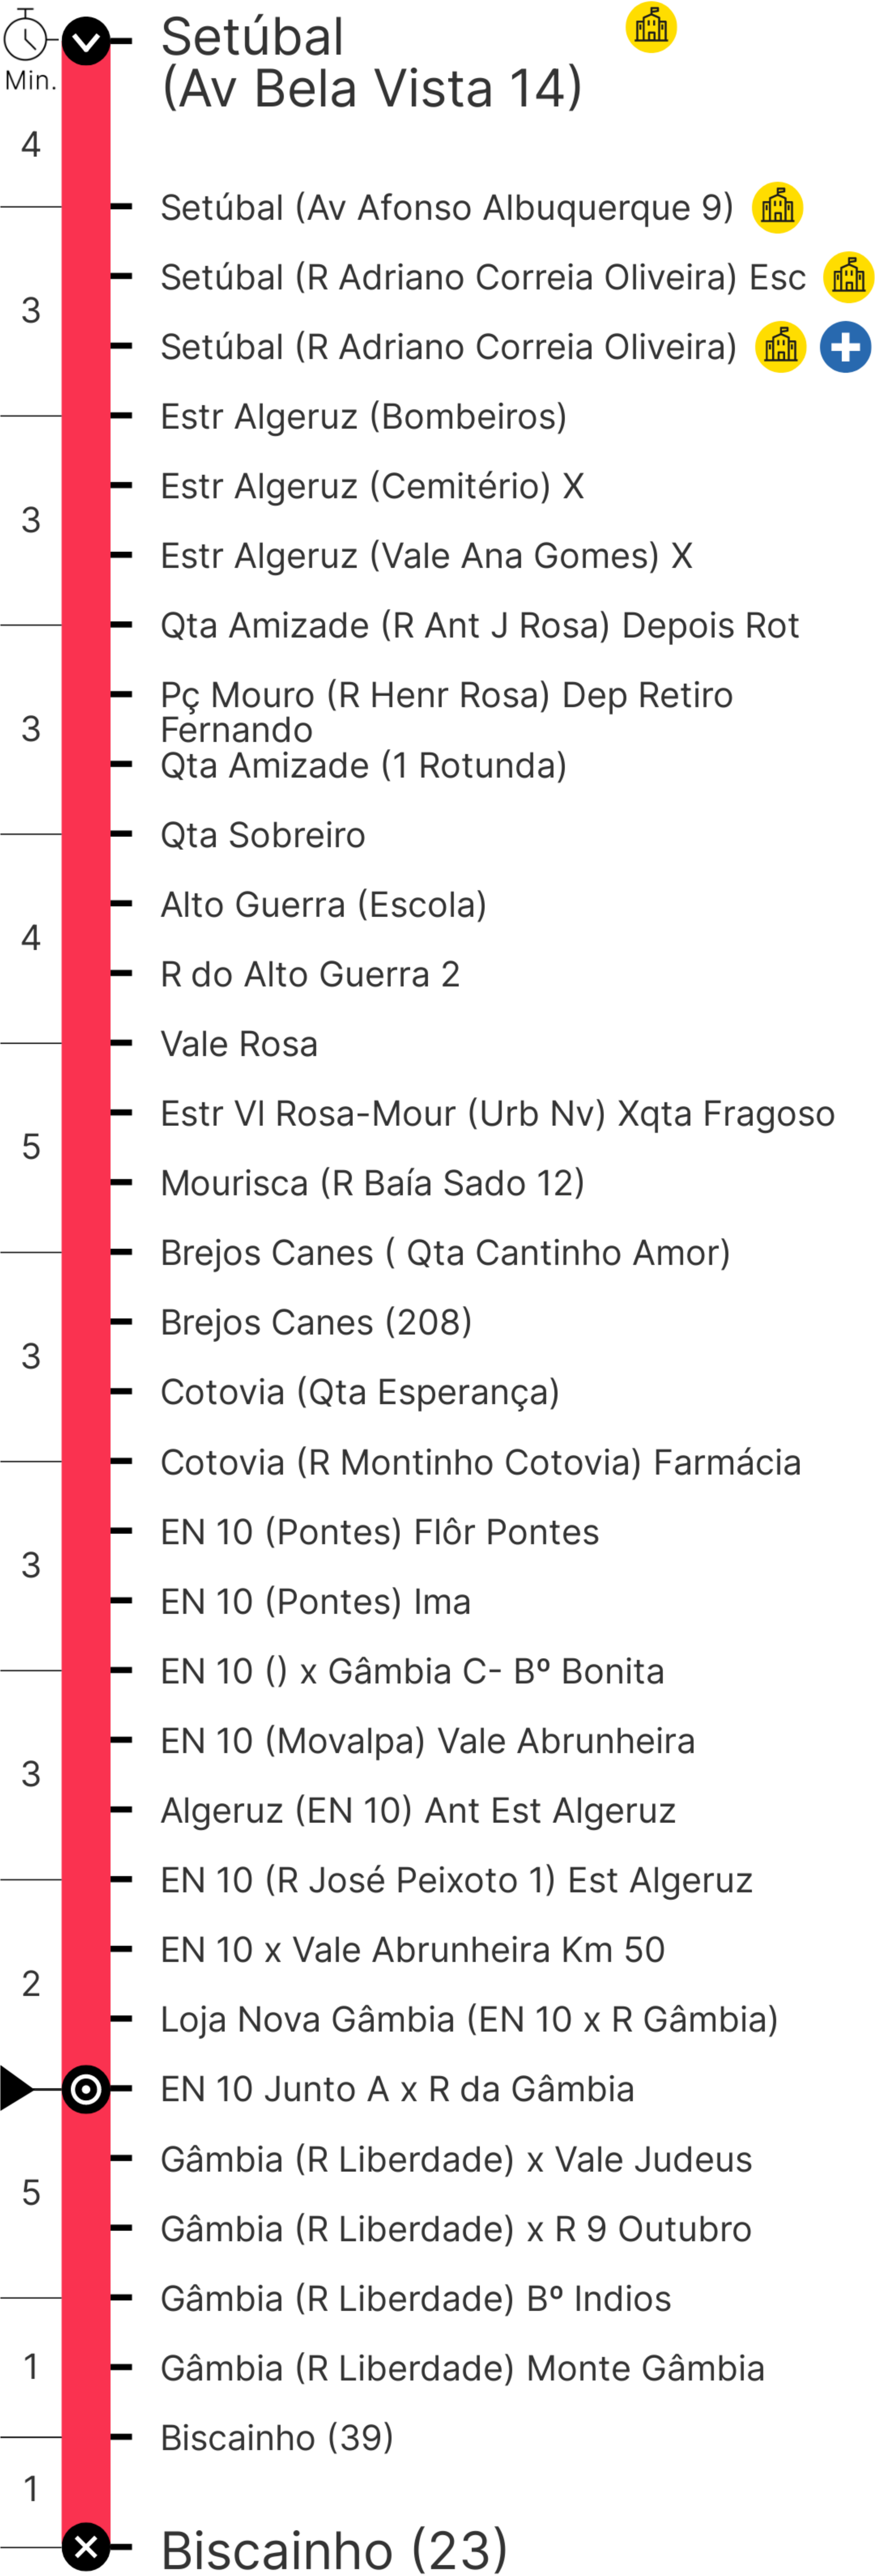 Setúbal
(Av Bela Vista 14)
Min.
4
Setúbal (Av Afonso Albuquerque 9)
Setúbal (R Adriano Correia Oliveira) Esc
3
Setúbal (R Adriano Correia Oliveira)
Estr Algeruz (Bombeiros)
Estr Algeruz (Cemitério) X
3
Estr Algeruz (Vale Ana Gomes) X
Qta Amizade (R Ant J Rosa) Depois Rot
Pç Mouro (R Henr Rosa) Dep Retiro
Fernando
3
Qta Amizade (1 Rotunda)
Qta Sobreiro
Alto Guerra (Escola)
4
R do Alto Guerra 2
Vale Rosa
Estr Vl Rosa-Mour (Urb Nv) Xqta Fragoso
5
Mourisca (R Baía Sado 12)
Brejos Canes ( Qta Cantinho Amor)
Brejos Canes (208)
3
Cotovia (Qta Esperança)
Cotovia (R Montinho Cotovia) Farmácia
EN 10 (Pontes) Flôr Pontes
3
EN 10 (Pontes) Ima
EN 10 () x Gâmbia C- Bº Bonita
EN 10 (Movalpa) Vale Abrunheira
3
Algeruz (EN 10) Ant Est Algeruz
EN 10 (R José Peixoto 1) Est Algeruz
EN 10 x Vale Abrunheira Km 50
2
Loja Nova Gâmbia (EN 10 x R Gâmbia)
EN 10 Junto A x R da Gâmbia
Gâmbia (R Liberdade) x Vale Judeus
5
Gâmbia (R Liberdade) x R 9 Outubro
Gâmbia (R Liberdade) Bº Indios
1
Gâmbia (R Liberdade) Monte Gâmbia
Biscainho (39)
1
Biscainho (23)